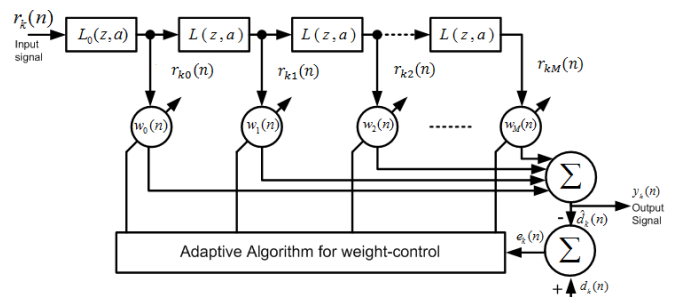 r_k(n)
Input
signal
L_0(z,a)
L(z,a)
L(z,a)
L(z,a)
r_k0(n)
r_k1(n)
r_k2(n)
r_kM(n)
w_0(n)
w_1(n)
w_2(n)
w_M(n)
Σ
y_k(n)
Output
Signal
- d̂_k(n)
e_k(n)
Σ
Adaptive Algorithm for weight-control
+ d_k(n)